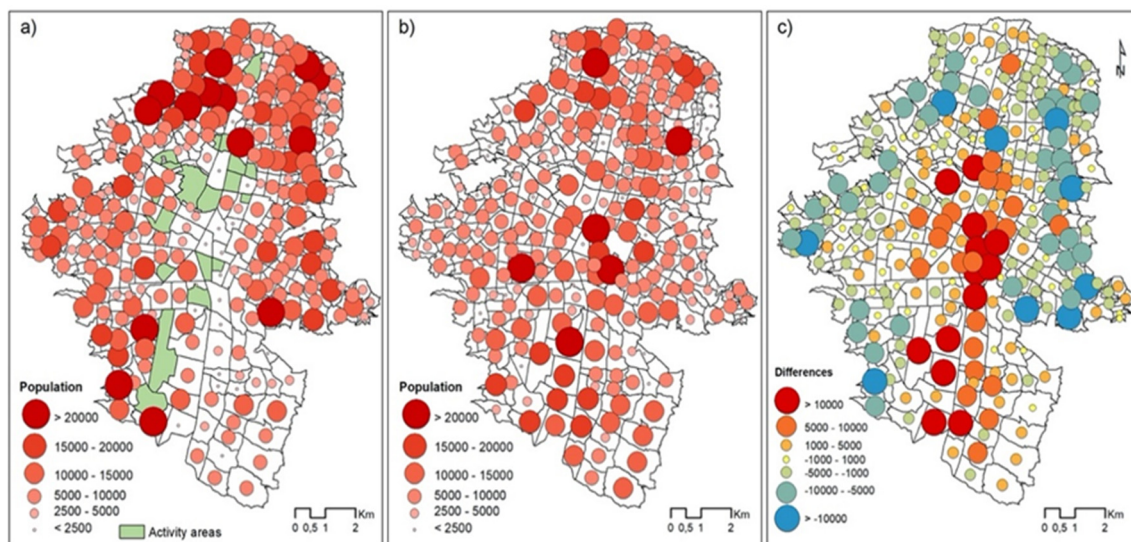 a)
Population
> 20000
15000 - 20000
10000 - 15000
5000 - 10000
2500 - 5000
< 2500
Activity areas
Km
0 0,5 1 2
b)
Population
> 20000
15000 - 20000
10000 - 15000
5000 - 10000
2500 - 5000
< 2500
Km
0 0,5 1 2
c)
N
Differences
> 10000
5000 - 10000
1000 - 5000
-1000 - 1000
-5000 - -1000
-10000 - -5000
> -10000
Km
0 0,5 1 2